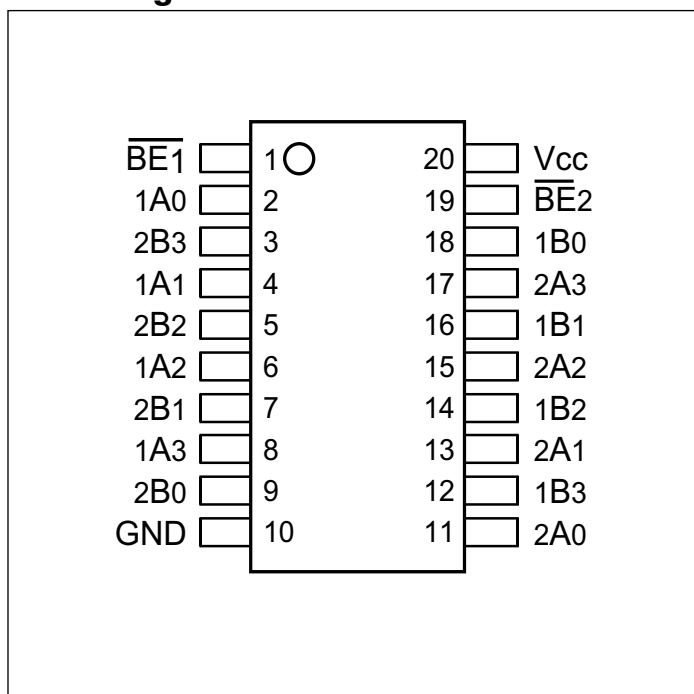 B̅E̅1 1 20 Vcc
1A0 2 19 B̅E̅2
2B3 3 18 1B0
1A1 4 17 2A3
2B2 5 16 1B1
1A2 6 15 2A2
2B1 7 14 1B2
1A3 8 13 2A1
2B0 9 12 1B3
GND 10 11 2A0